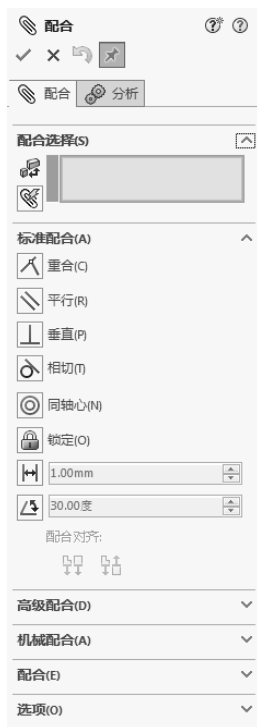 配合
配合 分析
配合选择(S)
标准配合(A)
重合(C)
平行(R)
垂直(P)
相切(T)
同轴心(N)
锁定(O)
1.00mm
30.00度
配合对齐:
高级配合(D)
机械配合(A)
配合(E)
选项(O)